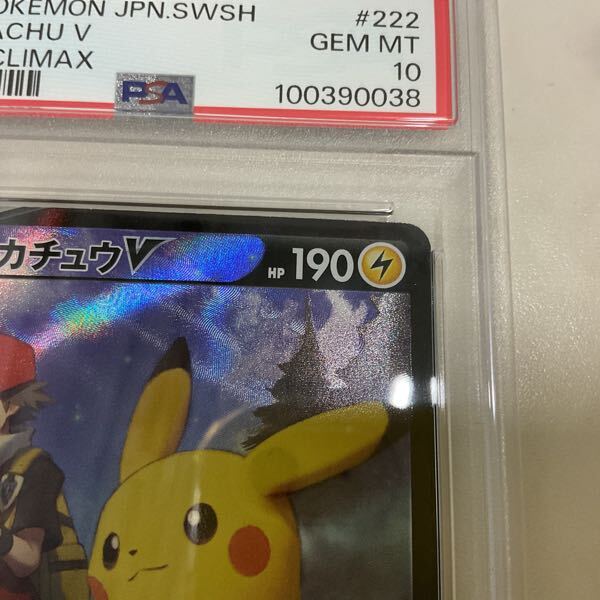 OKEMON JPN.SWSH #222
ACHU V GEM MT
CLIMAX 10
PSA 100390038
カチュウV HP 190